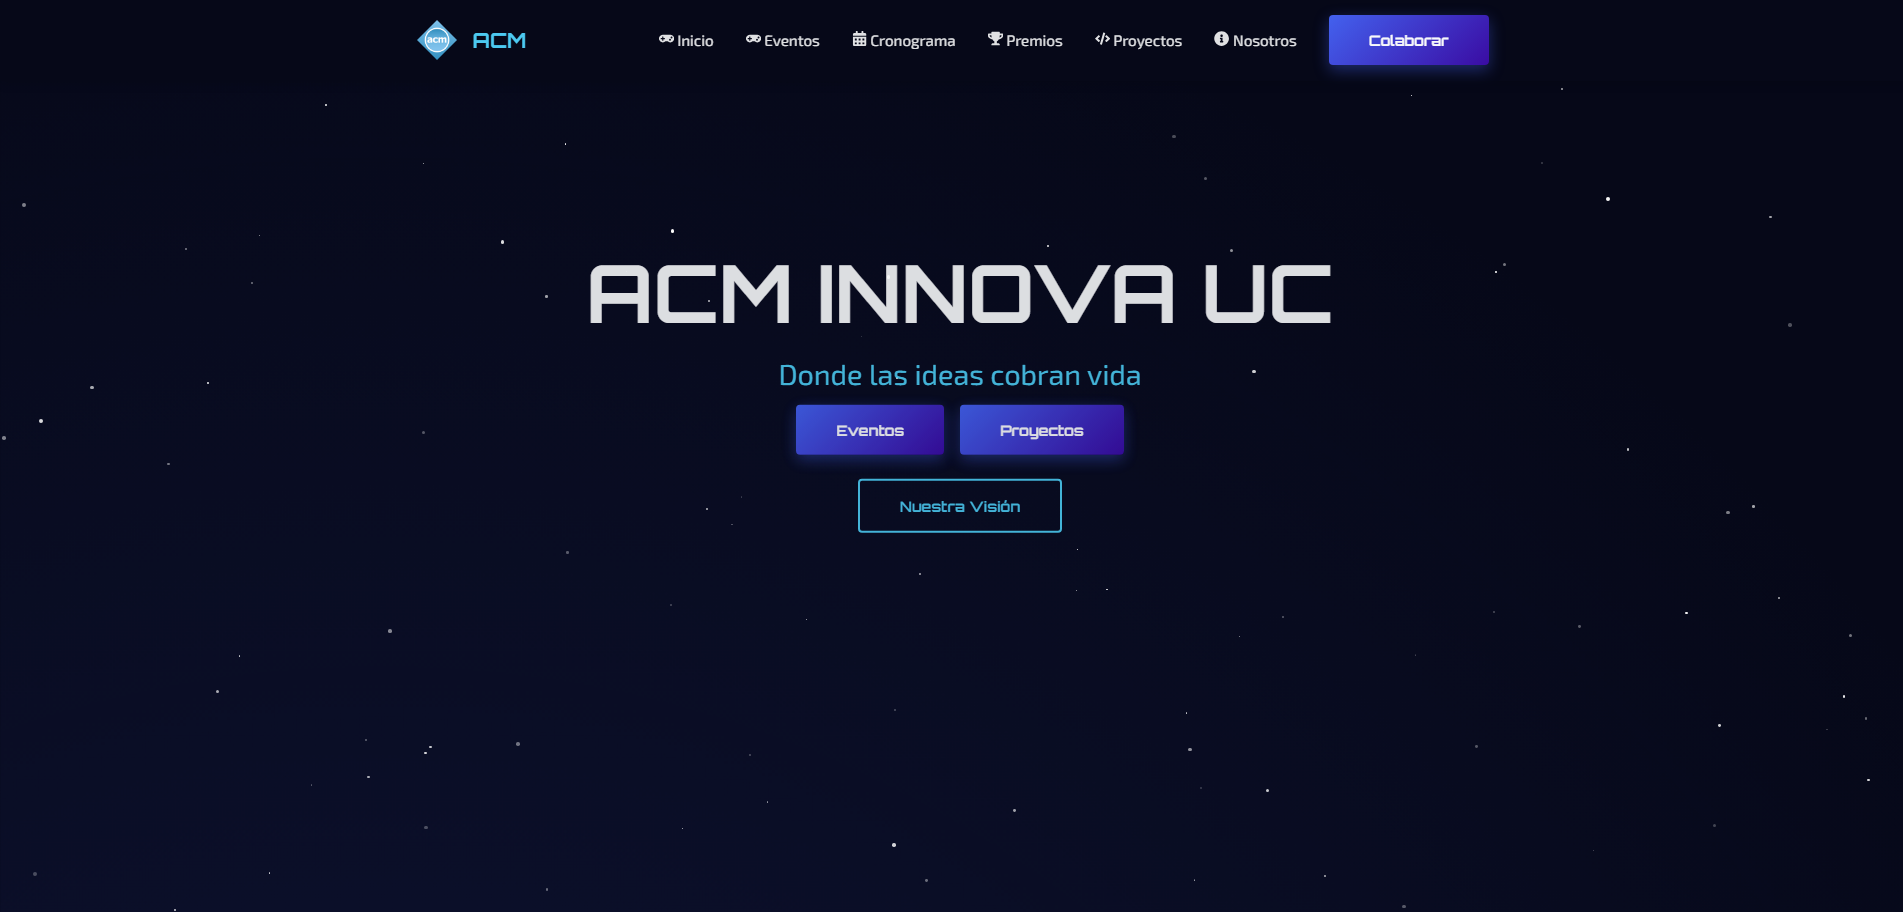 acm ACM Inicio Eventos Cronograma Premios Proyectos Nosotros Colaborar
ACM INNOVA UC
Donde las ideas cobran vida
Eventos Proyectos
Nuestra Visión